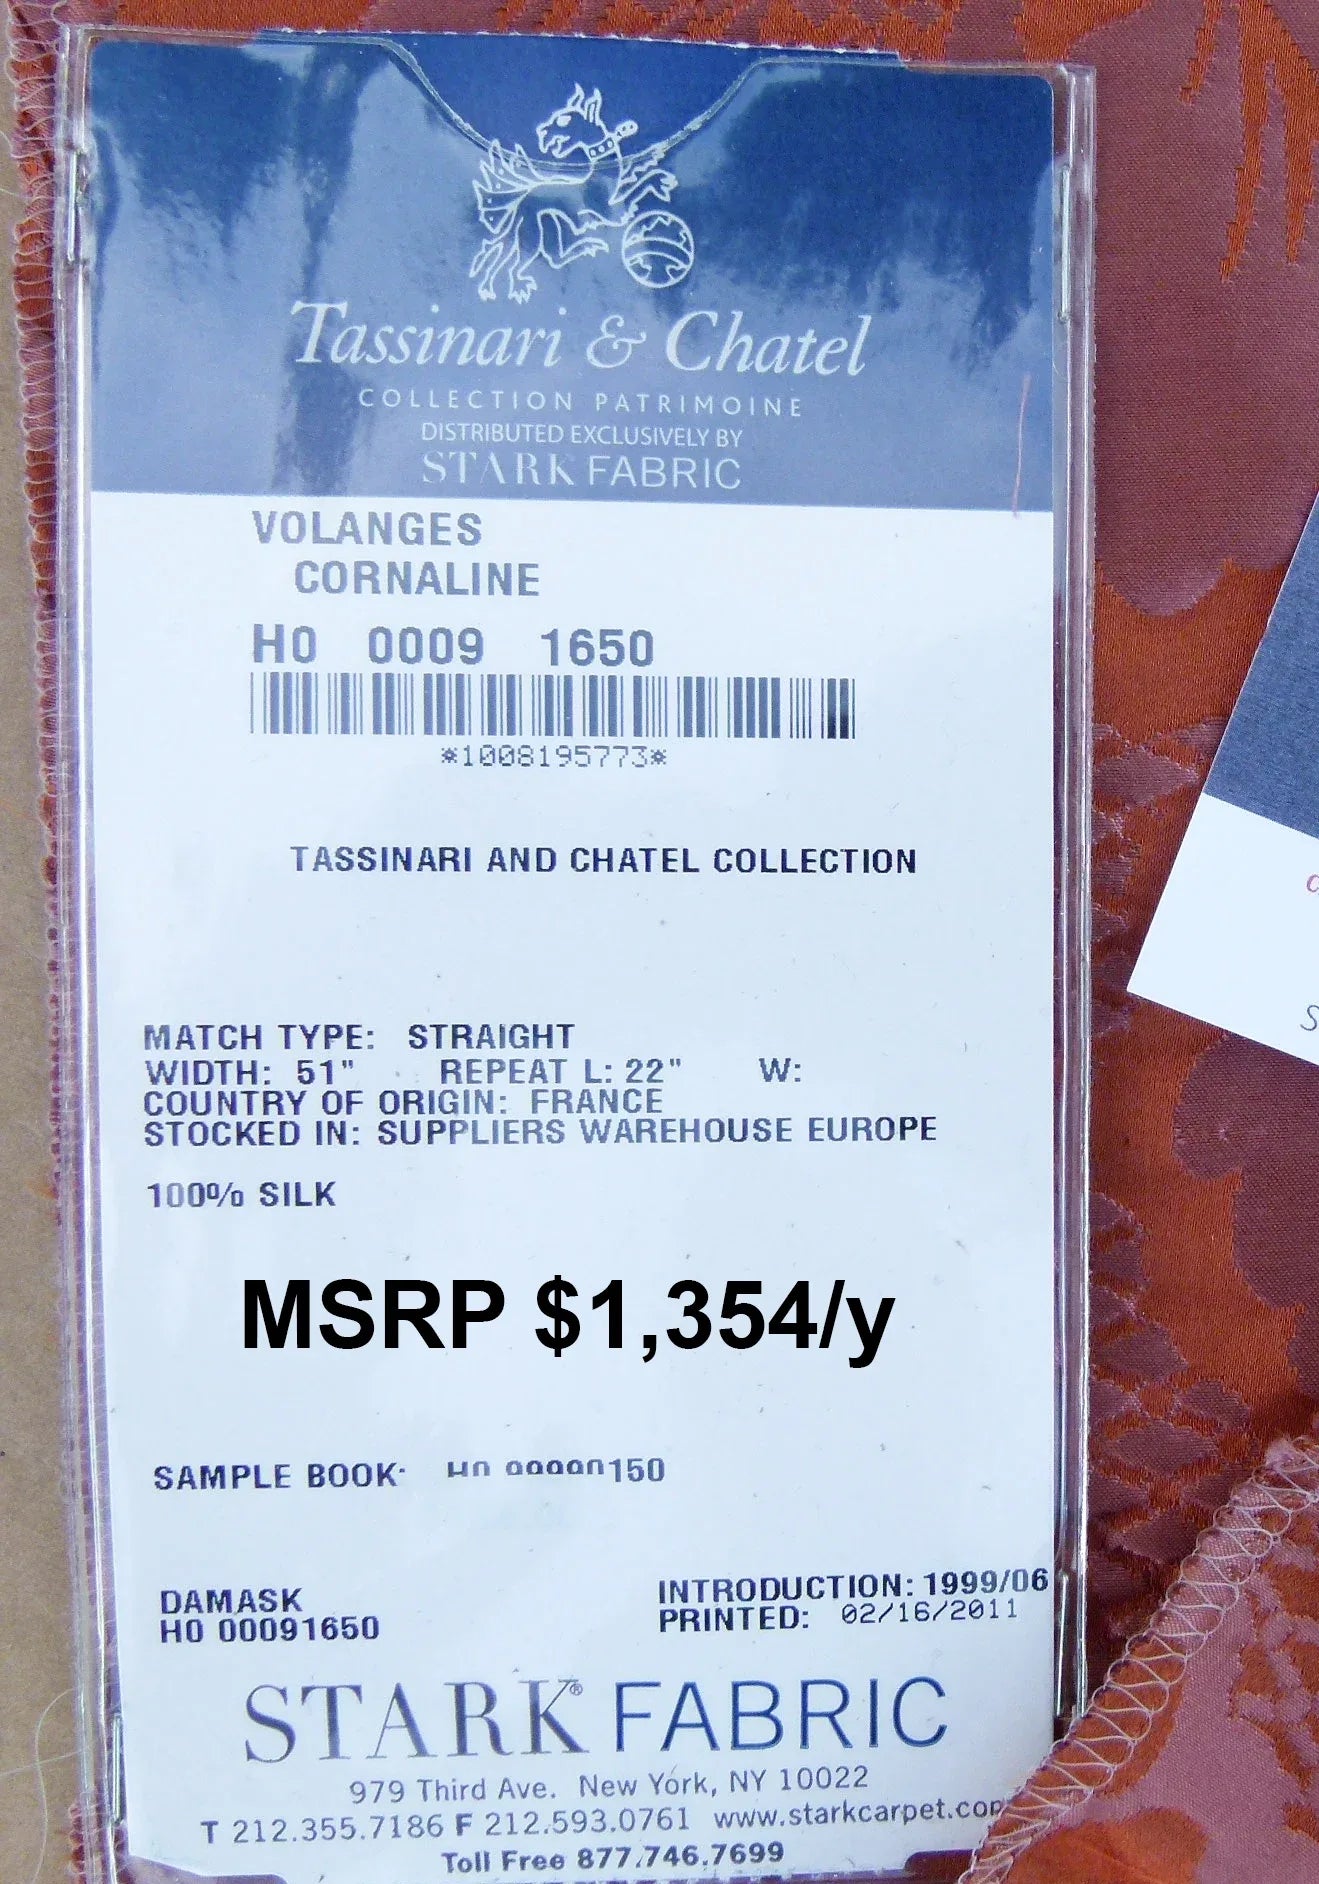 Tassinari & Chatel
COLLECTION PATRIMOINE
DISTRIBUTED EXCLUSIVELY BY
STARK FABRIC
VOLANGES
CORNALINE
H0 0009 1650
*1008195773*
TASSINARI AND CHATEL COLLECTION
MATCH TYPE: STRAIGHT
WIDTH: 51" REPEAT L: 22" W:
COUNTRY OF ORIGIN: FRANCE
STOCKED IN: SUPPLIERS WAREHOUSE EUROPE
100% SILK
MSRP $1,354/y
SAMPLE BOOK:
DAMASK
H0 00091650
INTRODUCTION: 1999/06
PRINTED: 02/16/2011
STARK® FABRIC
979 Third Ave. New York, NY 10022
T 212.355.7186 F 212.593.0761 www.starkcarpet.com
Toll Free 877.746.7699